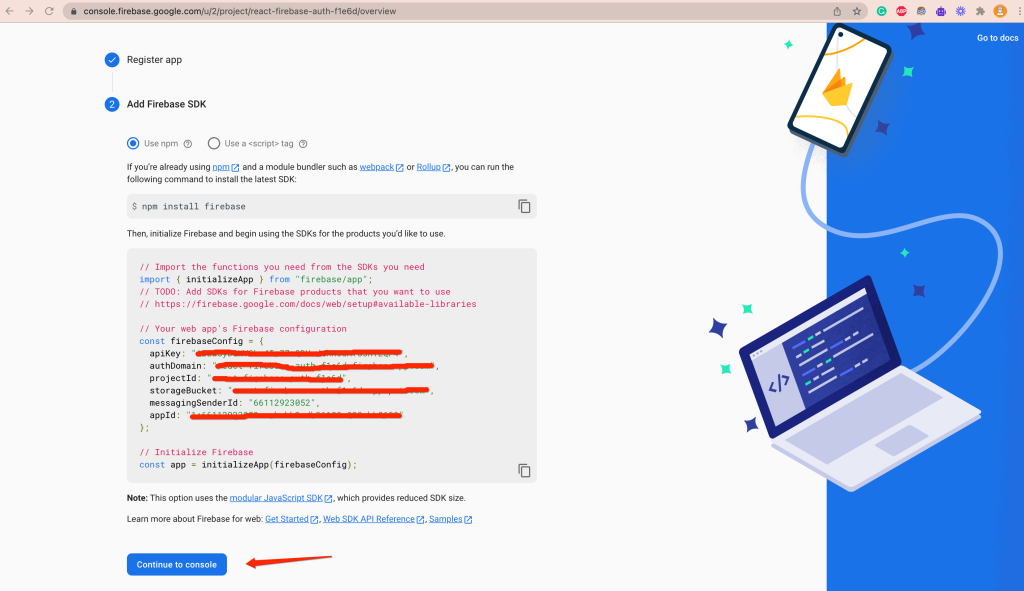 console.firebase.google.com/u/2/project/react-firebase-auth-f1e6d/overview
ABP
Go to docs
Register app
2 Add Firebase SDK
Use npm Use a <script> tag
If you're already using npm and a module bundler such as webpack or Rollup, you can run the
following command to install the latest SDK:
$ npm install firebase
Then, initialize Firebase and begin using the SDKs for the products you'd like to use.
// Import the functions you need from the SDKs you need
import { initializeApp } from "firebase/app";
// TODO: Add SDKs for Firebase products that you want to use
// https://firebase.google.com/docs/web/setup#available-libraries
// Your web app's Firebase configuration
const firebaseConfig = {
apiKey:
authDomain:
projectId:
storageBucket:
messagingSenderId: "66112923052",
appId:
};
// Initialize Firebase
const app = initializeApp(firebaseConfig);
Note: This option uses the modular JavaScript SDK, which provides reduced SDK size.
Learn more about Firebase for web: Get Started, Web SDK API Reference, Samples
Continue to console